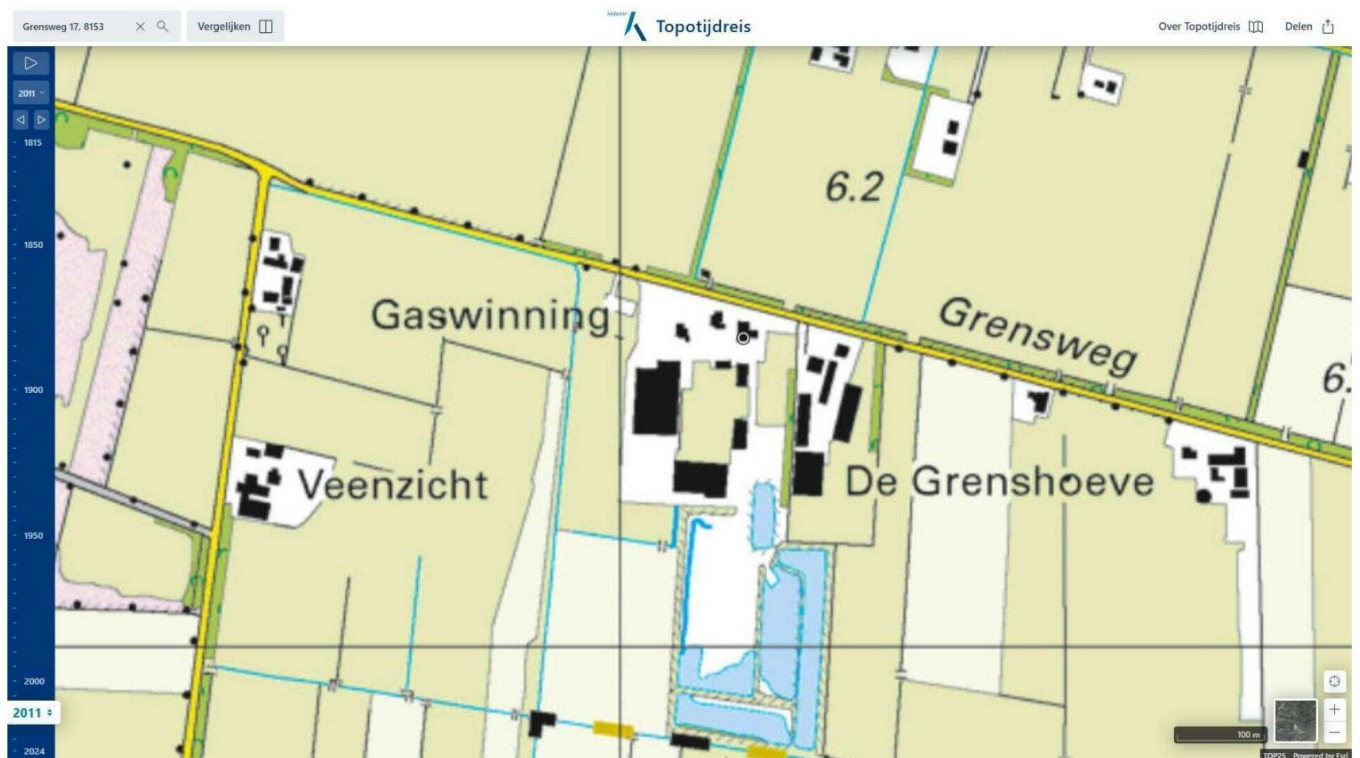 Grensweg 17, 8153
Vergelijken
Kadaster
Topotijdreis
Over Topotijdreis
Delen
2011
1815
1850
1900
1950
2000
2011
2024
6.2
Gaswinning
Grensweg
6.
Veenzicht
De Grenshoeve
100 m
TOP25 Powered by Esri